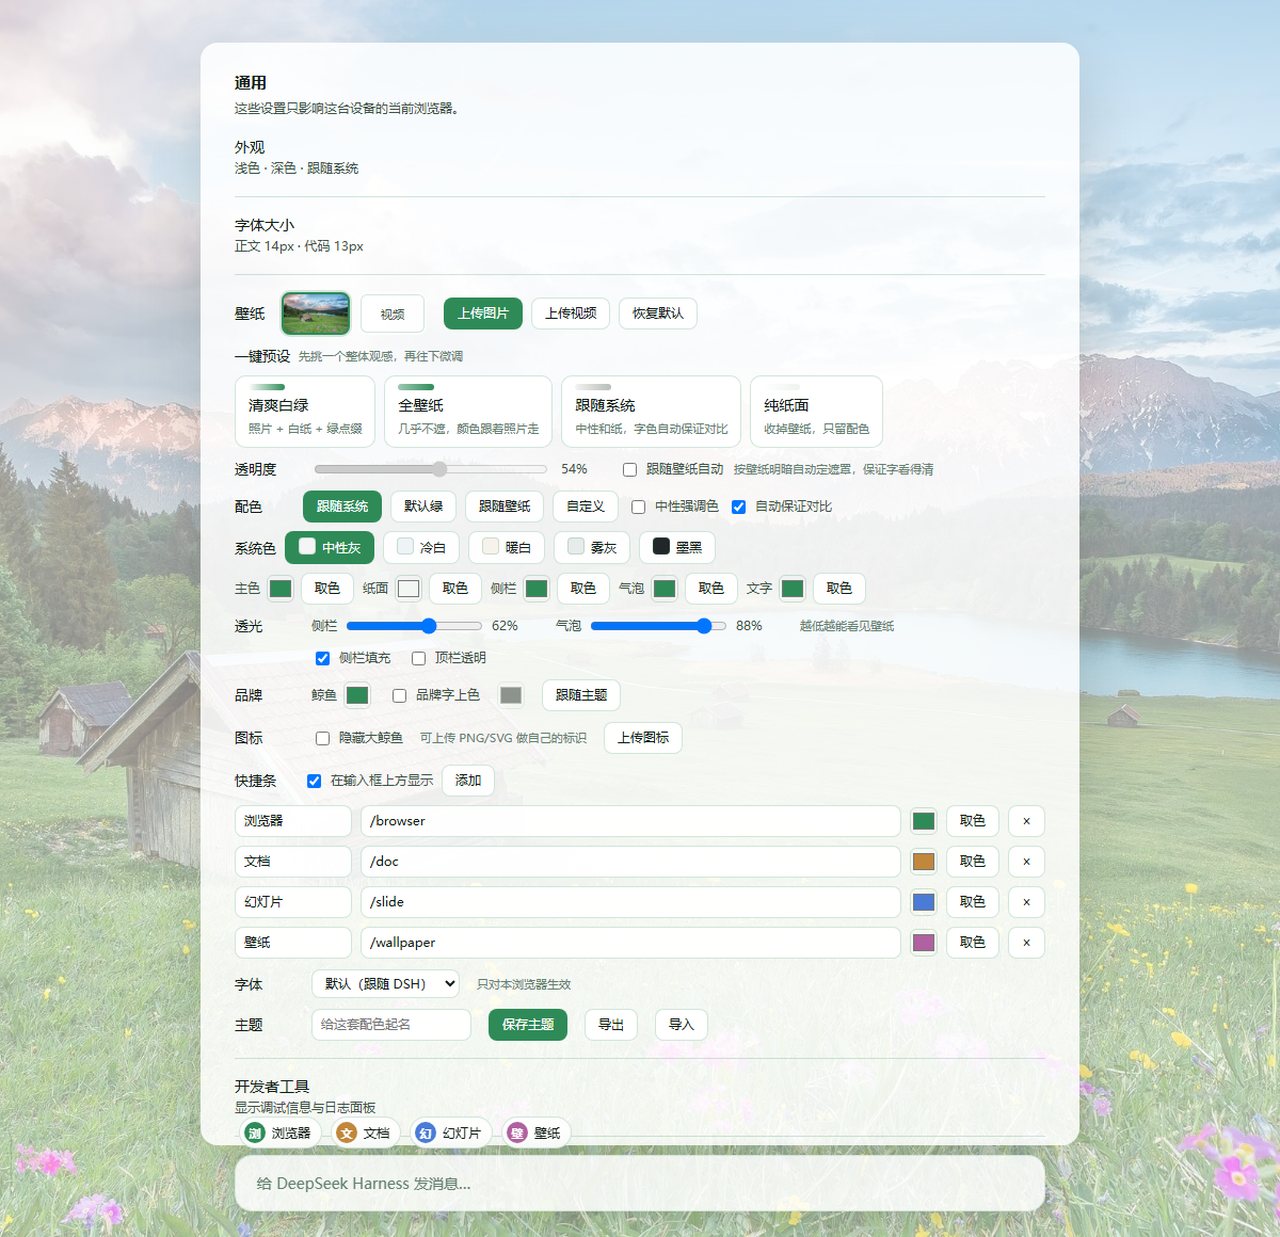 通用
这些设置只影响这台设备的当前浏览器。
外观
浅色 · 深色 · 跟随系统
字体大小
正文 14px · 代码 13px
壁纸 视频 上传图片 上传视频 恢复默认
一键预设 先挑一个整体观感，再往下微调
清爽白绿 全壁纸 跟随系统 纯纸面
照片 + 白纸 + 绿点缀 几乎不遮，颜色跟着照片走 中性和纸，字色自动保证对比 收掉壁纸，只留配色
透明度 54% 跟随壁纸自动 按壁纸明暗自动定遮罩，保证字看得清
配色 跟随系统 默认绿 跟随壁纸 自定义 中性强调色 自动保证对比
系统色 中性灰 冷白 暖白 雾灰 墨黑
主色 取色 纸面 取色 侧栏 取色 气泡 取色 文字 取色
透光 侧栏 62% 气泡 88% 越低越能看见壁纸
侧栏填充 顶栏透明
品牌 鲸鱼 品牌字上色 跟随主题
图标 隐藏大鲸鱼 可上传 PNG/SVG 做自己的标识 上传图标
快捷条 在输入框上方显示 添加
浏览器 /browser 取色 ×
文档 /doc 取色 ×
幻灯片 /slide 取色 ×
壁纸 /wallpaper 取色 ×
字体 默认（跟随 DSH） 只对本浏览器生效
主题 给这套配色起名 保存主题 导出 导入
开发者工具
显示调试信息与日志面板
浏 浏览器 文 文档 幻 幻灯片 壁 壁纸
给 DeepSeek Harness 发消息...